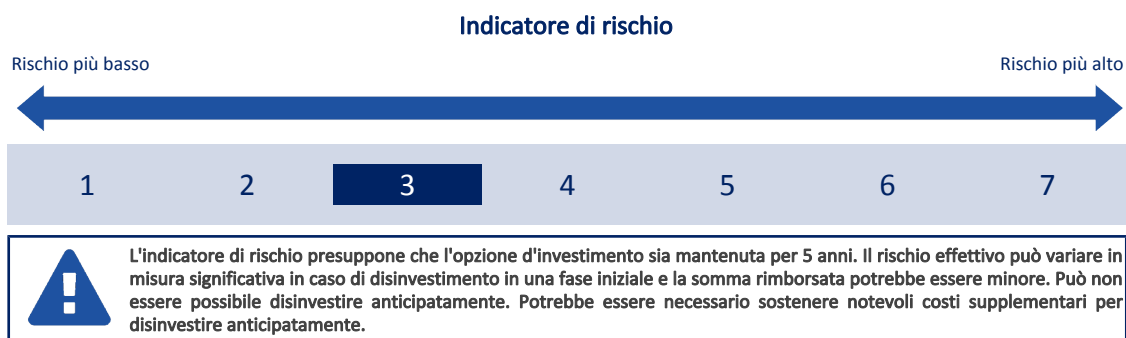 Indicatore di rischio
Rischio più basso
Rischio più alto
1 2 3 4 5 6 7
L'indicatore di rischio presuppone che l'opzione d'investimento sia mantenuta per 5 anni. Il rischio effettivo può variare in
misura significativa in caso di disinvestimento in una fase iniziale e la somma rimborsata potrebbe essere minore. Può non
essere possibile disinvestire anticipatamente. Potrebbe essere necessario sostenere notevoli costi supplementari per
disinvestire anticipatamente.